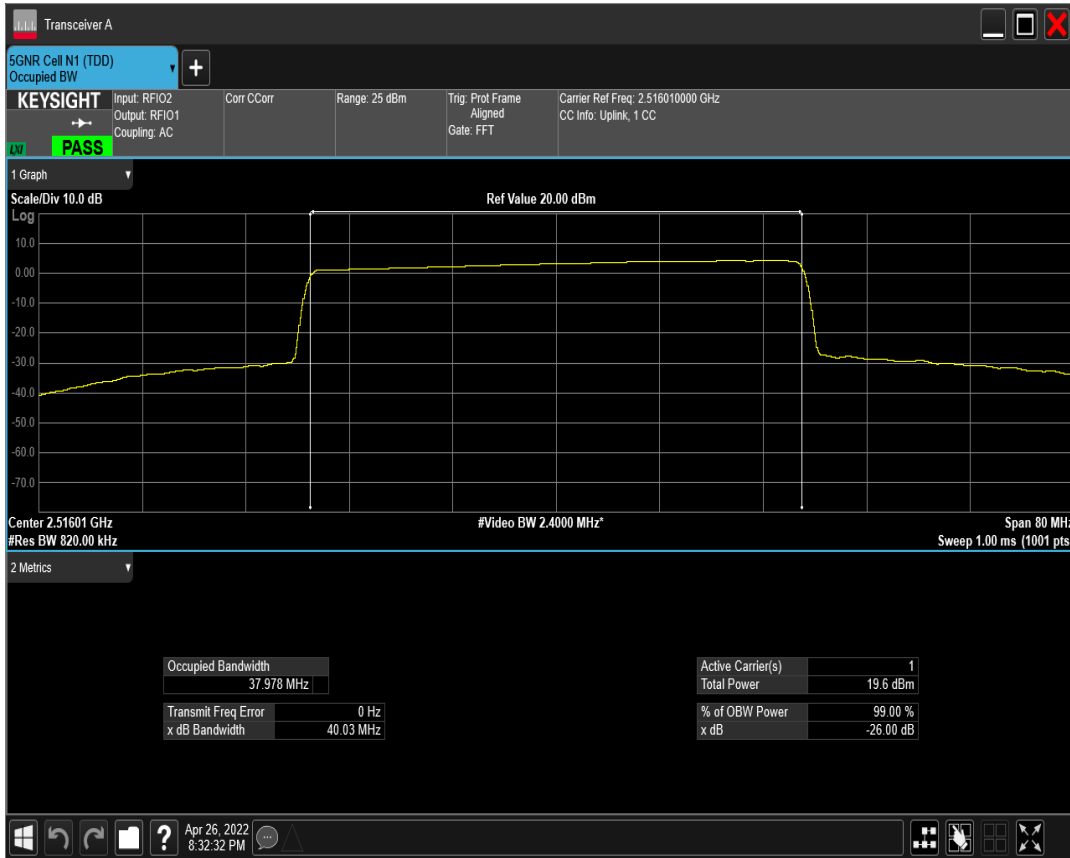 Transceiver A
5GNR Cell N1 (TDD)
Occupied BW
+
KEYSIGHT
LXI
PASS
Input: RFIO2
Output: RFIO1
Coupling: AC
Corr CCorr
Range: 25 dBm
Trig: Prot Frame
Aligned
Gate: FFT
Carrier Ref Freq: 2.516010000 GHz
CC Info: Uplink, 1 CC
1 Graph
Scale/Div 10.0 dB
Ref Value 20.00 dBm
Log
10.0
0.00
-10.0
-20.0
-30.0
-40.0
-50.0
-60.0
-70.0
Center 2.51601 GHz
#Video BW 2.4000 MHz*
Span 80 MHz
#Res BW 820.00 kHz
Sweep 1.00 ms (1001 pts
2 Metrics
Occupied Bandwidth
37.978 MHz
Transmit Freq Error 0 Hz
x dB Bandwidth 40.03 MHz
Active Carrier(s) 1
Total Power 19.6 dBm
% of OBW Power 99.00 %
x dB -26.00 dB
?
Apr 26, 2022
8:32:32 PM